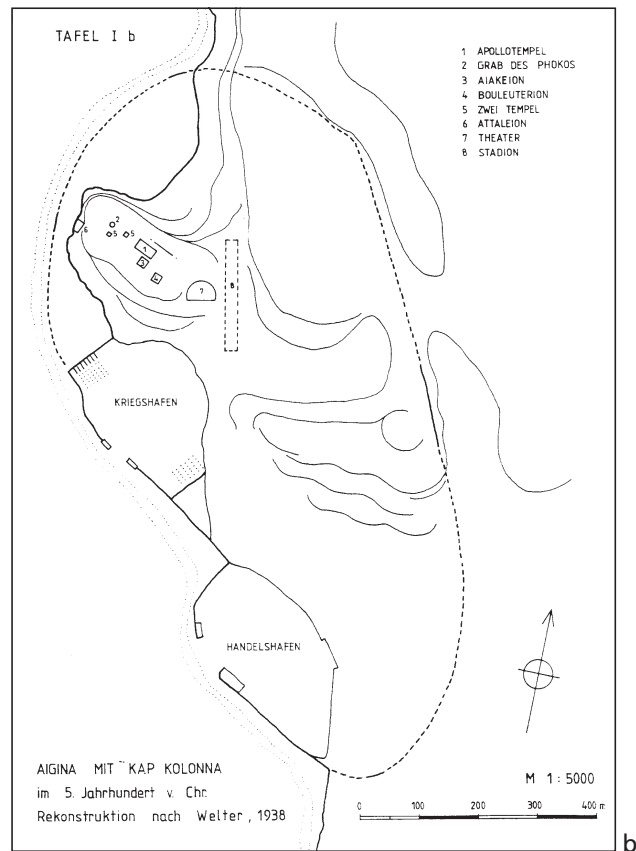 TAFEL I b
1 APOLLOTEMPEL
2 GRAB DES PHOKOS
3 AIAKEION
4 BOULEUTERION
5 ZWEI TEMPEL
6 ATTALEION
7 THEATER
8 STADION
2
5 5
6
1
3
4
7
8
KRIEGSHAFEN
HANDELSHAFEN
AIGINA MIT KAP KOLONNA
im 5. Jahrhundert v. Chr.
Rekonstruktion nach Welter, 1938
M 1:5000
0 100 200 300 400 m
b